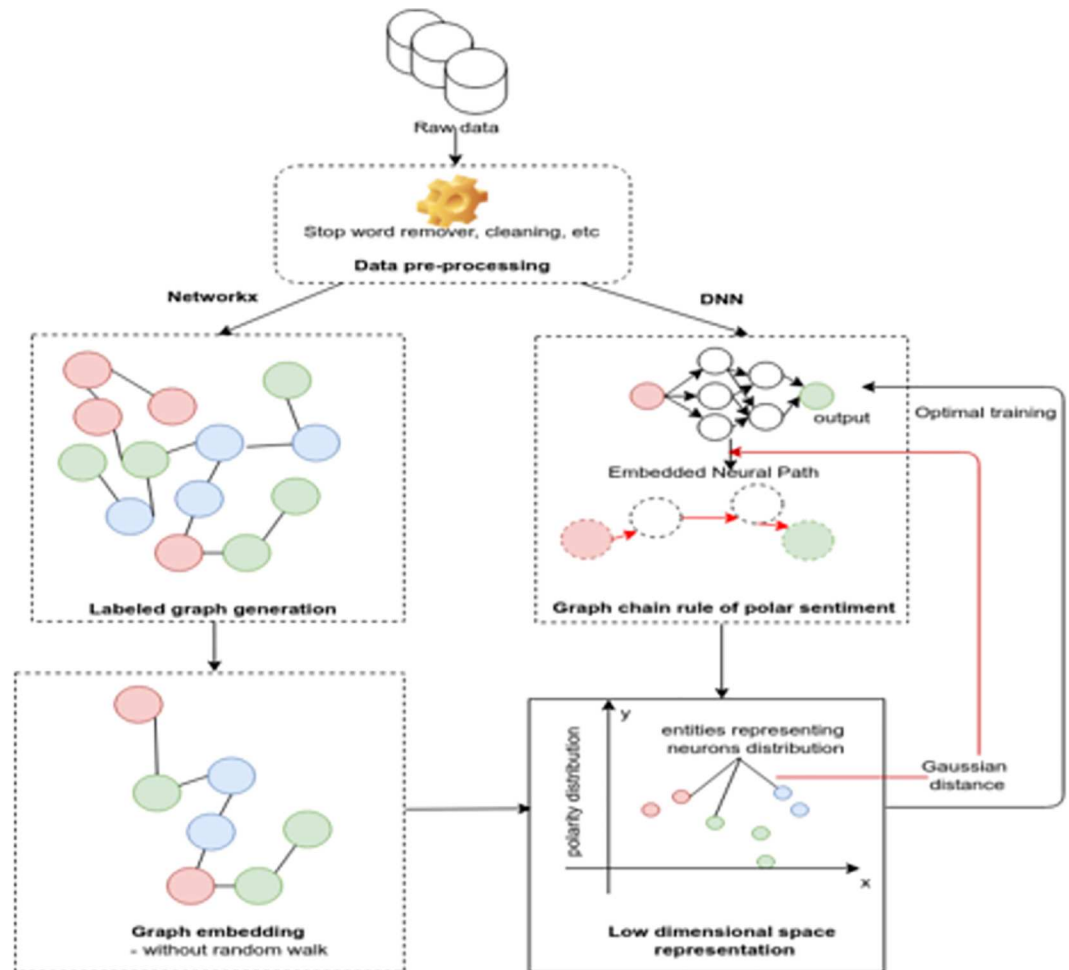 Raw data
Stop word remover, cleaning, etc
Data pre-processing
Networkx
DNN
output
Optimal training
Embedded Neural Path
Labeled graph generation
Graph chain rule of polar sentiment
y
entities representing
neurons distribution
polarity distribution
Gaussian
distance
x
Graph embedding
- without random walk
Low dimensional space
representation